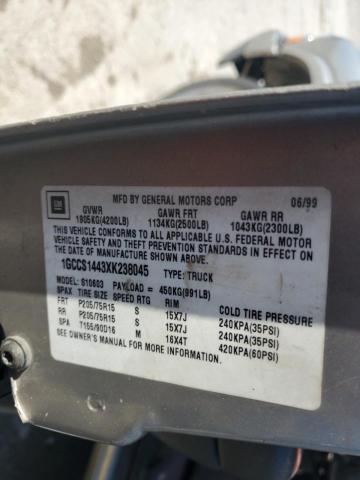 GM
MFD BY GENERAL MOTORS CORP 06/99
GVWR GAWR FRT GAWR RR
1905KG(4200LB) 1134KG(2500LB) 1043KG(2300LB)
THIS VEHICLE CONFORMS TO ALL APPLICABLE U.S. FEDERAL MOTOR
VEHICLE SAFETY AND THEFT PREVENTION STANDARDS IN
EFFECT ON THE DATE OF MANUFACTURE SHOWN ABOVE.
1GCCS1443XK238045 TYPE: TRUCK
MODEL: S10603 PAYLOAD = 450KG(991LB)
SPAX TIRE SIZE SPEED RTG RIM COLD TIRE PRESSURE
FRT P205/75R15 S 15X7J 240KPA(35PSI)
RR P205/75R15 S 15X7J 240KPA(35PSI)
SPA T155/90D16 M 16X4T 420KPA(60PSI)
SEE OWNER'S MANUAL FOR MORE INFORMATION